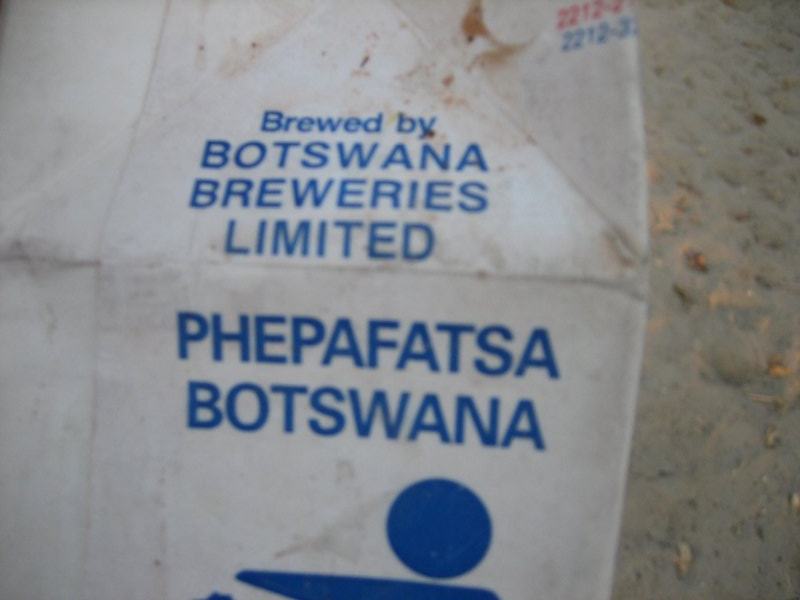 Brewed by
BOTSWANA
BREWERIES
LIMITED
PHEPAFATSA
BOTSWANA